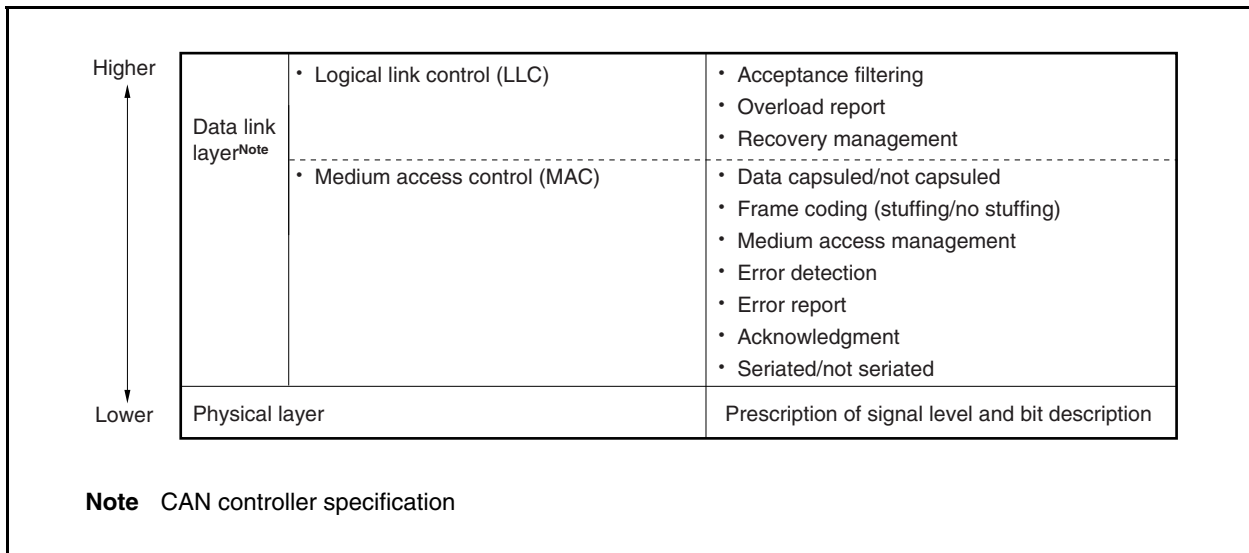 Higher
Data link
layerNote
• Logical link control (LLC)
• Acceptance filtering
• Overload report
• Recovery management
• Medium access control (MAC)
• Data capsuled/not capsuled
• Frame coding (stuffing/no stuffing)
• Medium access management
• Error detection
• Error report
• Acknowledgment
• Seriated/not seriated
Lower
Physical layer
Prescription of signal level and bit description
Note CAN controller specification